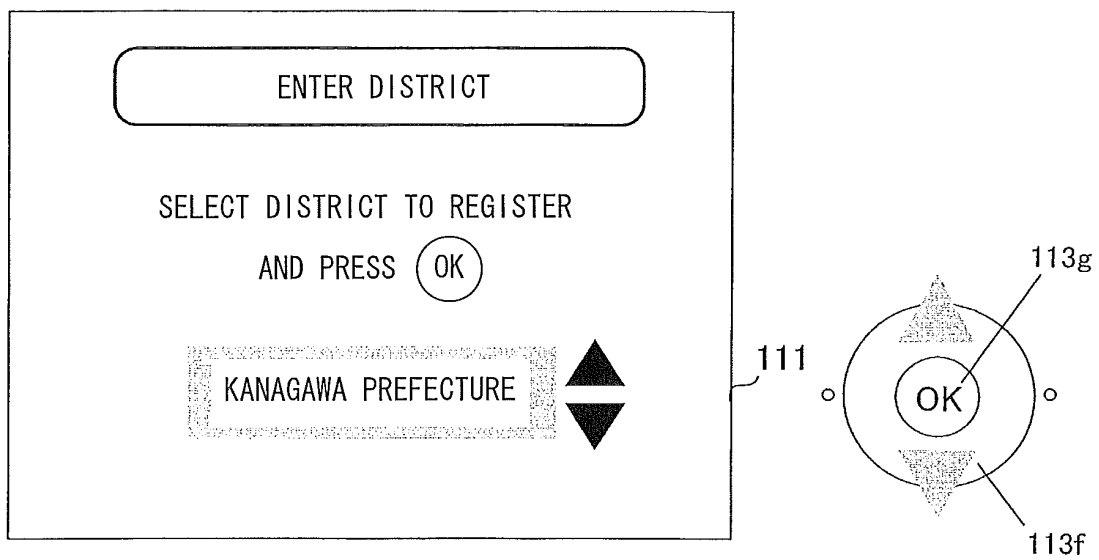 ENTER DISTRICT
SELECT DISTRICT TO REGISTER
AND PRESS OK
KANAGAWA PREFECTURE
111
113g
OK
113f